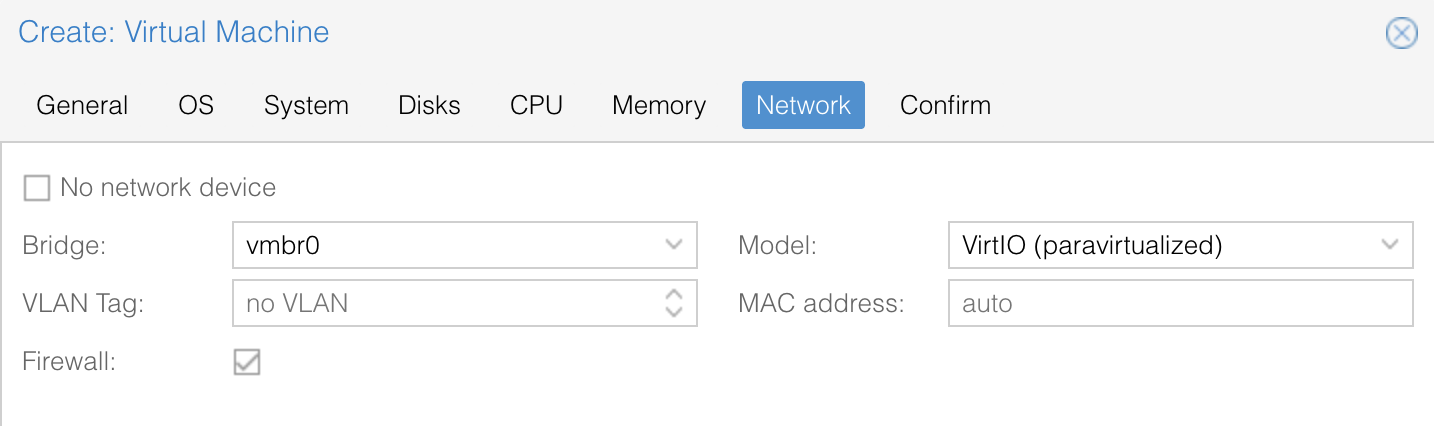 Create: Virtual Machine
General OS System Disks CPU Memory Network Confirm
No network device
Bridge: vmbr0 Model: VirtIO (paravirtualized)
VLAN Tag: no VLAN MAC address: auto
Firewall: